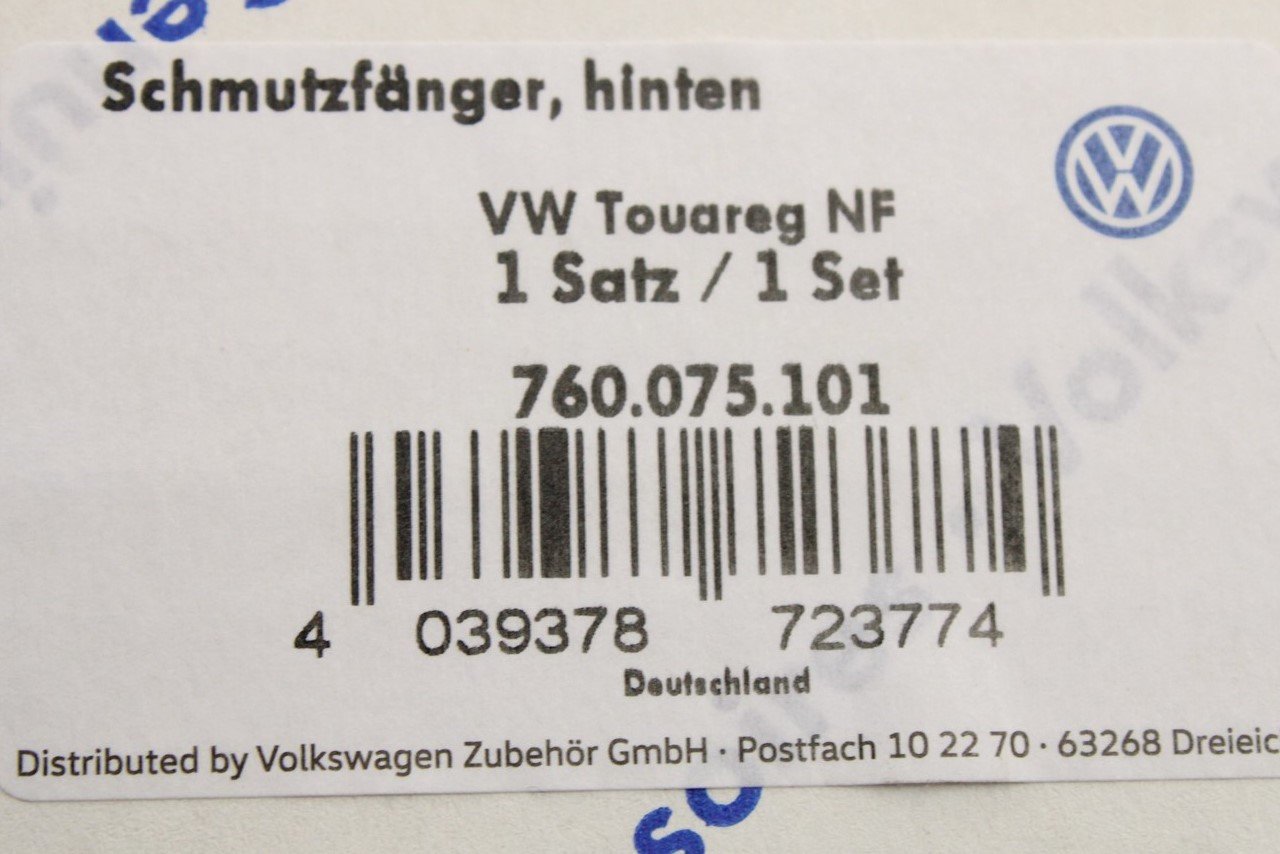 Schmutzfänger, hinten
VW Touareg NF
1 Satz / 1 Set
760.075.101
4 039378 723774
Deutschland
Distributed by Volkswagen Zubehör GmbH · Postfach 10 22 70 · 63268 Dreieic